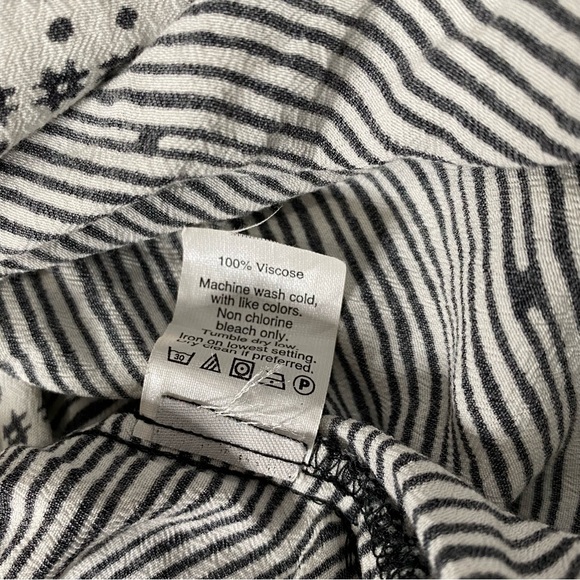 100% Viscose
Machine wash cold,
with like colors.
Non chlorine
bleach only.
Tumble dry low.
Iron on lowest setting.
Dry clean if preferred.
30 P